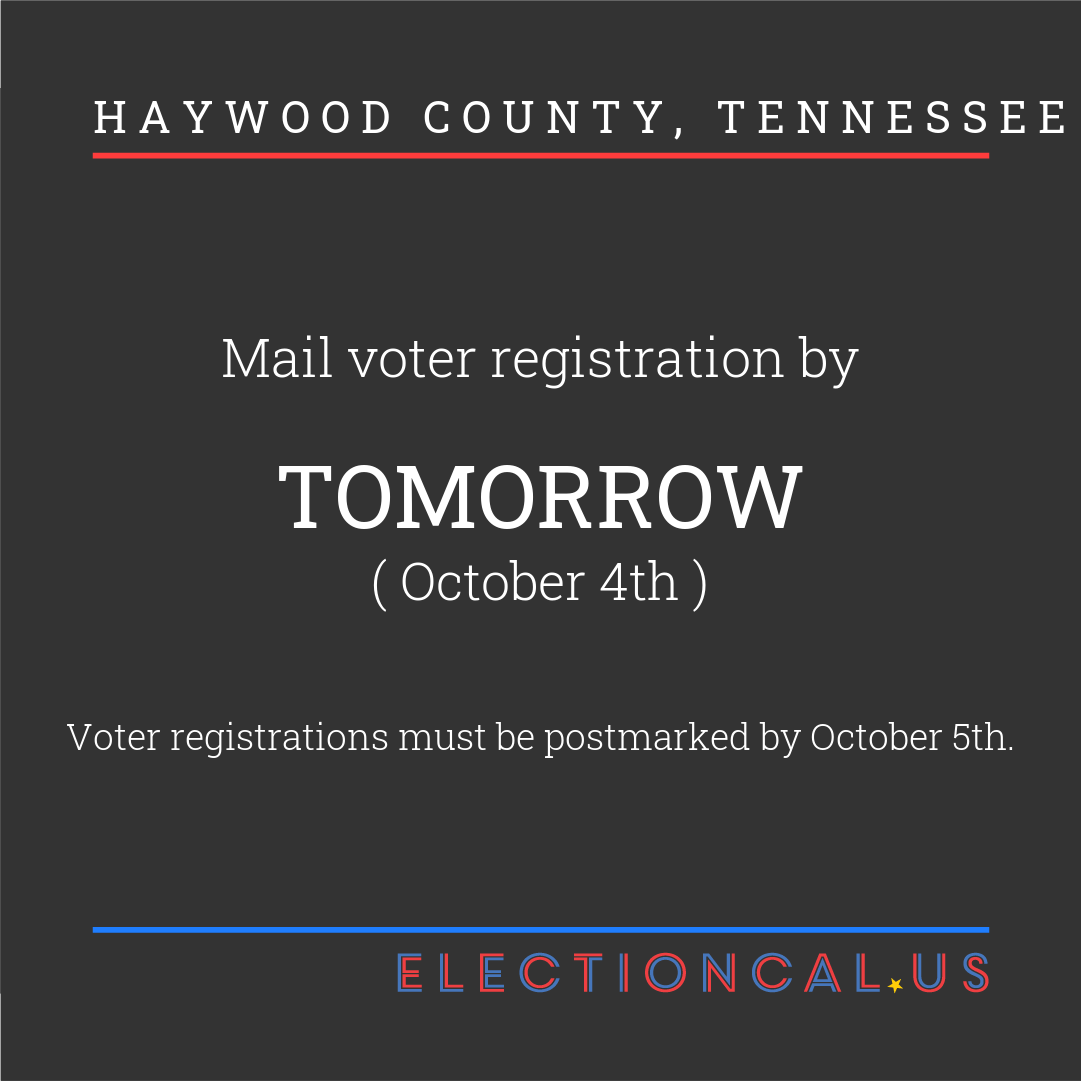 HAYWOOD COUNTY, TENNESSEE
Mail voter registration by
TOMORROW
( October 4th )
Voter registrations must be postmarked by October 5th.
ELECTIONCAL.US